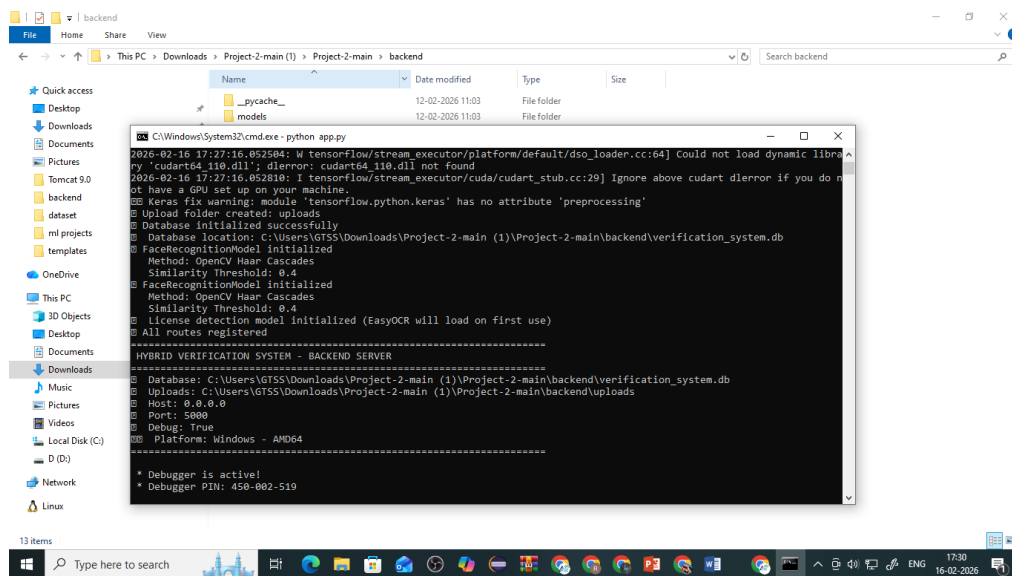 backend
File Home Share View
This PC > Downloads > Project-2-main (1) > Project-2-main > backend
Search backend
Name Date modified Type Size
Quick access
Desktop
Downloads
Documents
Pictures
Tomcat 9.0
backend
dataset
ml projects
templates
OneDrive
This PC
3D Objects
Desktop
Documents
Downloads
Music
Pictures
Videos
Local Disk (C:)
D (D:)
Network
Linux
__pycache__ 12-02-2026 11:03 File folder
models 12-02-2026 11:03 File folder
C:\Windows\System32\cmd.exe - python app.py
2026-02-16 17:27:16.052504: W tensorflow/stream_executor/platform/default/dso_loader.cc:64] Could not load dynamic libra
ry 'cudart64_110.dll'; dlerror: cudart64_110.dll not found
2026-02-16 17:27:16.052810: I tensorflow/stream_executor/cuda/cudart_stub.cc:29] Ignore above cudart dlerror if you do n
ot have a GPU set up on your machine.
Keras fix warning: module 'tensorflow.python.keras' has no attribute 'preprocessing'
Upload folder created: uploads
Database initialized successfully
Database location: C:\Users\GTSS\Downloads\Project-2-main (1)\Project-2-main\backend\verification_system.db
FaceRecognitionModel initialized
Method: OpenCV Haar Cascades
Similarity Threshold: 0.4
FaceRecognitionModel initialized
Method: OpenCV Haar Cascades
Similarity Threshold: 0.4
License detection model initialized (EasyOCR will load on first use)
All routes registered
======================================================================
HYBRID VERIFICATION SYSTEM - BACKEND SERVER
======================================================================
Database: C:\Users\GTSS\Downloads\Project-2-main (1)\Project-2-main\backend\verification_system.db
Uploads: C:\Users\GTSS\Downloads\Project-2-main (1)\Project-2-main\backend\uploads
Host: 0.0.0.0
Port: 5000
Debug: True
Platform: Windows - AMD64
======================================================================
* Debugger is active!
* Debugger PIN: 450-002-519
13 items
Type here to search
ENG
17:30
16-02-2026